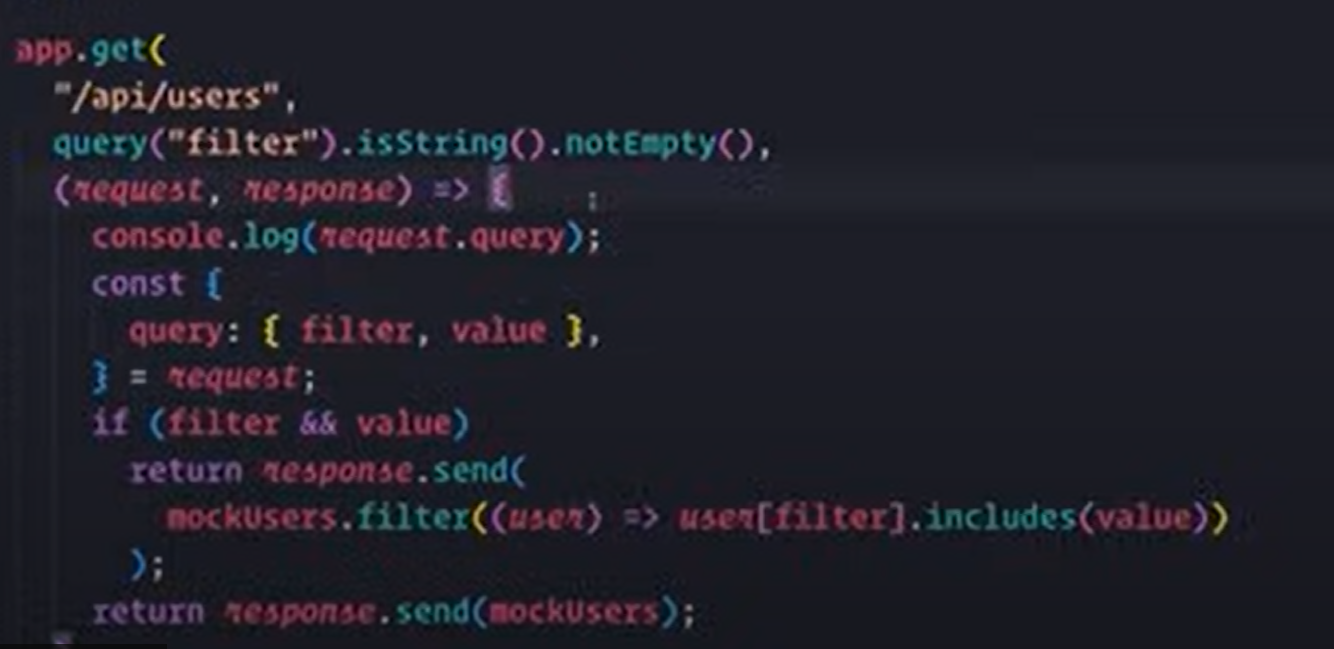 app.get(
"/api/users",
query("filter").isString().notEmpty(),
(request, response) => {
console.log(request.query);
const {
query: { filter, value },
} = request;
if (filter && value)
return response.send(
mockUsers.filter((user) => user[filter].includes(value))
);
return response.send(mockUsers);